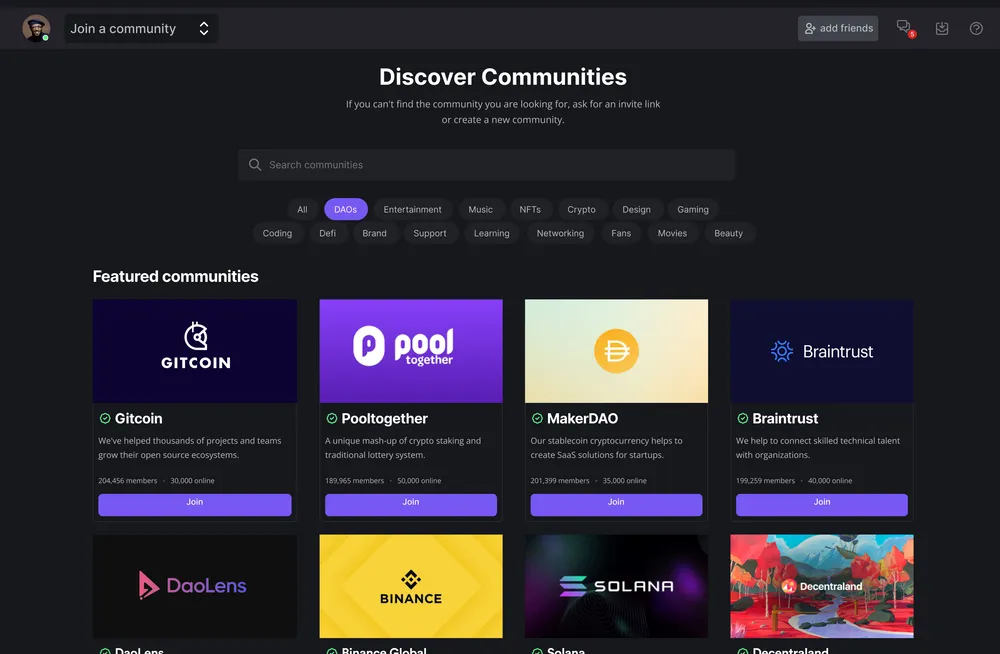 Join a community
add friends
5
Discover Communities
If you can't find the community you are looking for, ask for an invite link
or create a new community.
Search communities
All DAOs Entertainment Music NFTs Crypto Design Gaming
Coding Defi Brand Support Learning Networking Fans Movies Beauty
Featured communities
GITCOIN
Gitcoin
We've helped thousands of projects and teams
grow their open source ecosystems.
204,456 members · 30,000 online
Join
pool
together
Pooltogether
A unique mash-up of crypto staking and
traditional lottery system.
189,965 members · 50,000 online
Join
MakerDAO
Our stablecoin cryptocurrency helps to
create SaaS solutions for startups.
201,399 members · 35,000 online
Join
Braintrust
Braintrust
We help to connect skilled technical talent
with organizations.
199,259 members · 40,000 online
Join
DaoLens
DaoLens
BINANCE
Binance Global
SOLANA
Solana
Decentraland
Decentraland